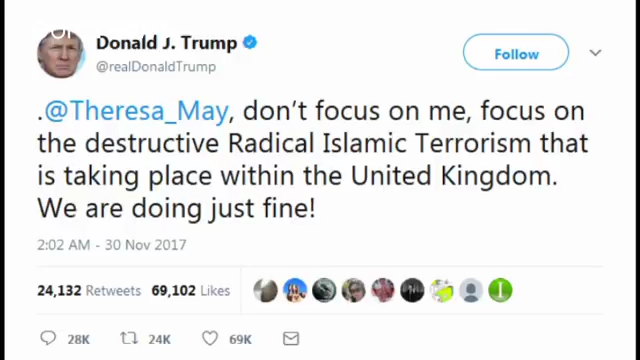 Donald J. Trump
@realDonaldTrump
Follow
.@Theresa_May, don’t focus on me, focus on
the destructive Radical Islamic Terrorism that
is taking place within the United Kingdom.
We are doing just fine!
2:02 AM - 30 Nov 2017
24,132 Retweets 69,102 Likes
28K 24K 69K